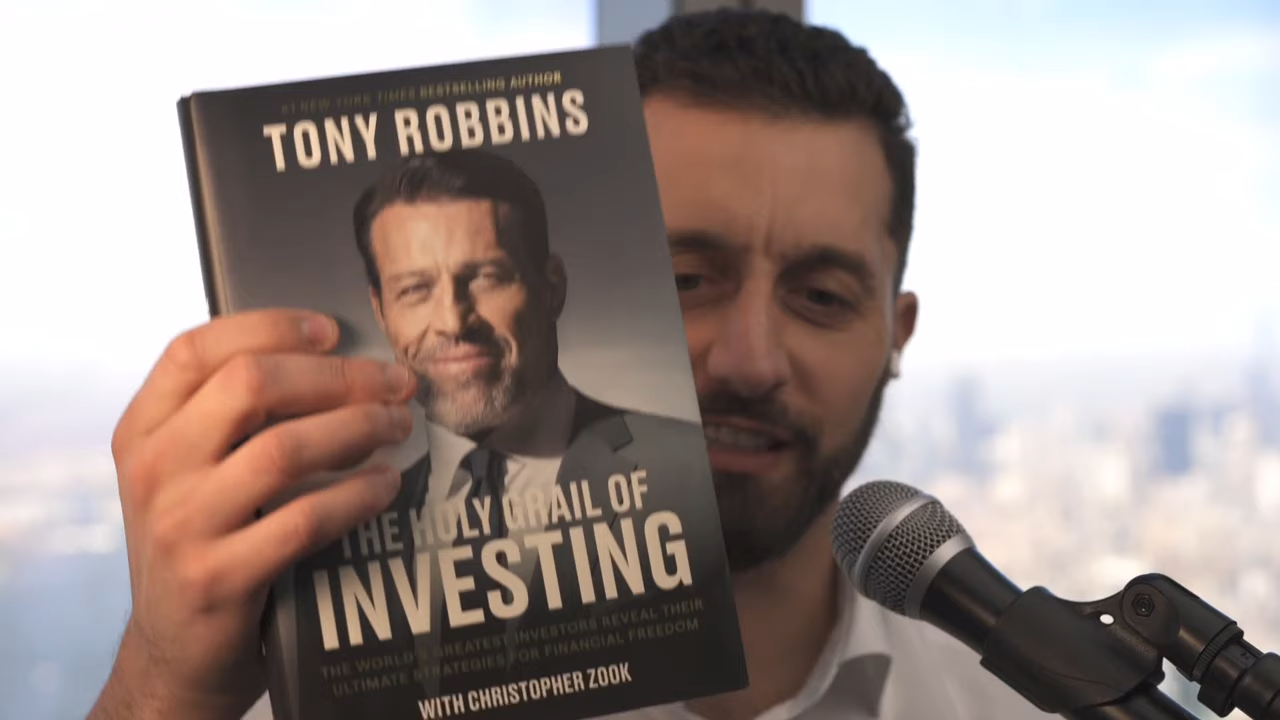 #1 NEW YORK TIMES BESTSELLING AUTHOR
TONY ROBBINS
THE HOLY GRAIL OF
INVESTING
THE WORLD'S GREATEST INVESTORS REVEAL THEIR
ULTIMATE STRATEGIES FOR FINANCIAL FREEDOM
WITH CHRISTOPHER ZOOK